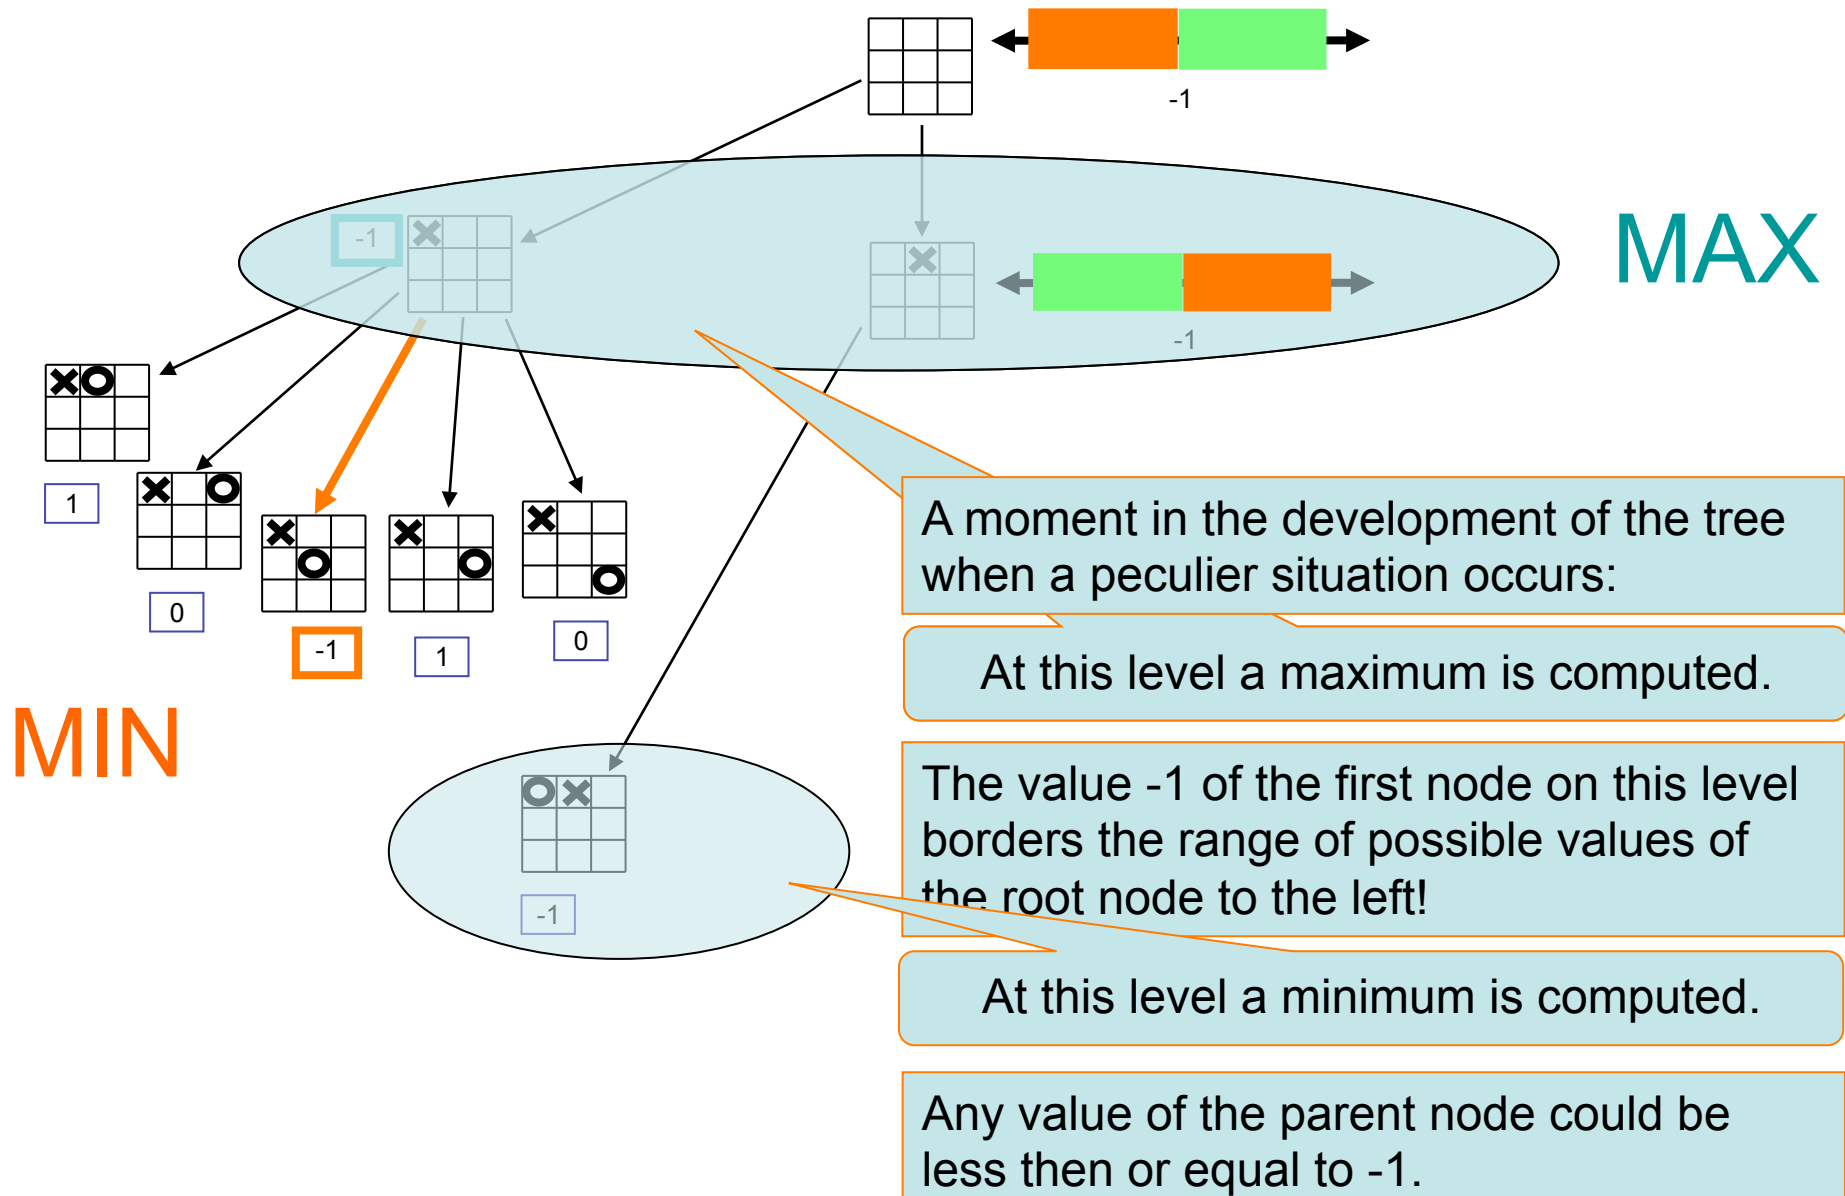 -1
MAX
-1
-1
1
0
-1
1
0
A moment in the development of the tree
when a peculier situation occurs:
At this level a maximum is computed.
MIN
The value -1 of the first node on this level
borders the range of possible values of
the root node to the left!
-1
At this level a minimum is computed.
Any value of the parent node could be
less then or equal to -1.